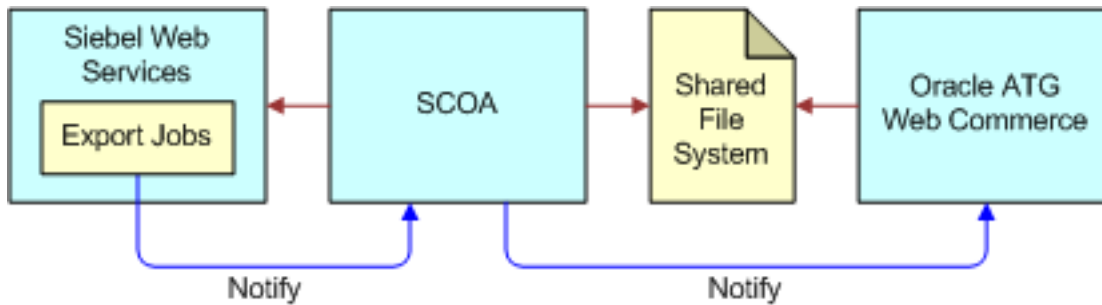 Siebel Web
Services
Export Jobs
SCOA
Shared
File
System
Oracle ATG
Web Commerce
Notify
Notify